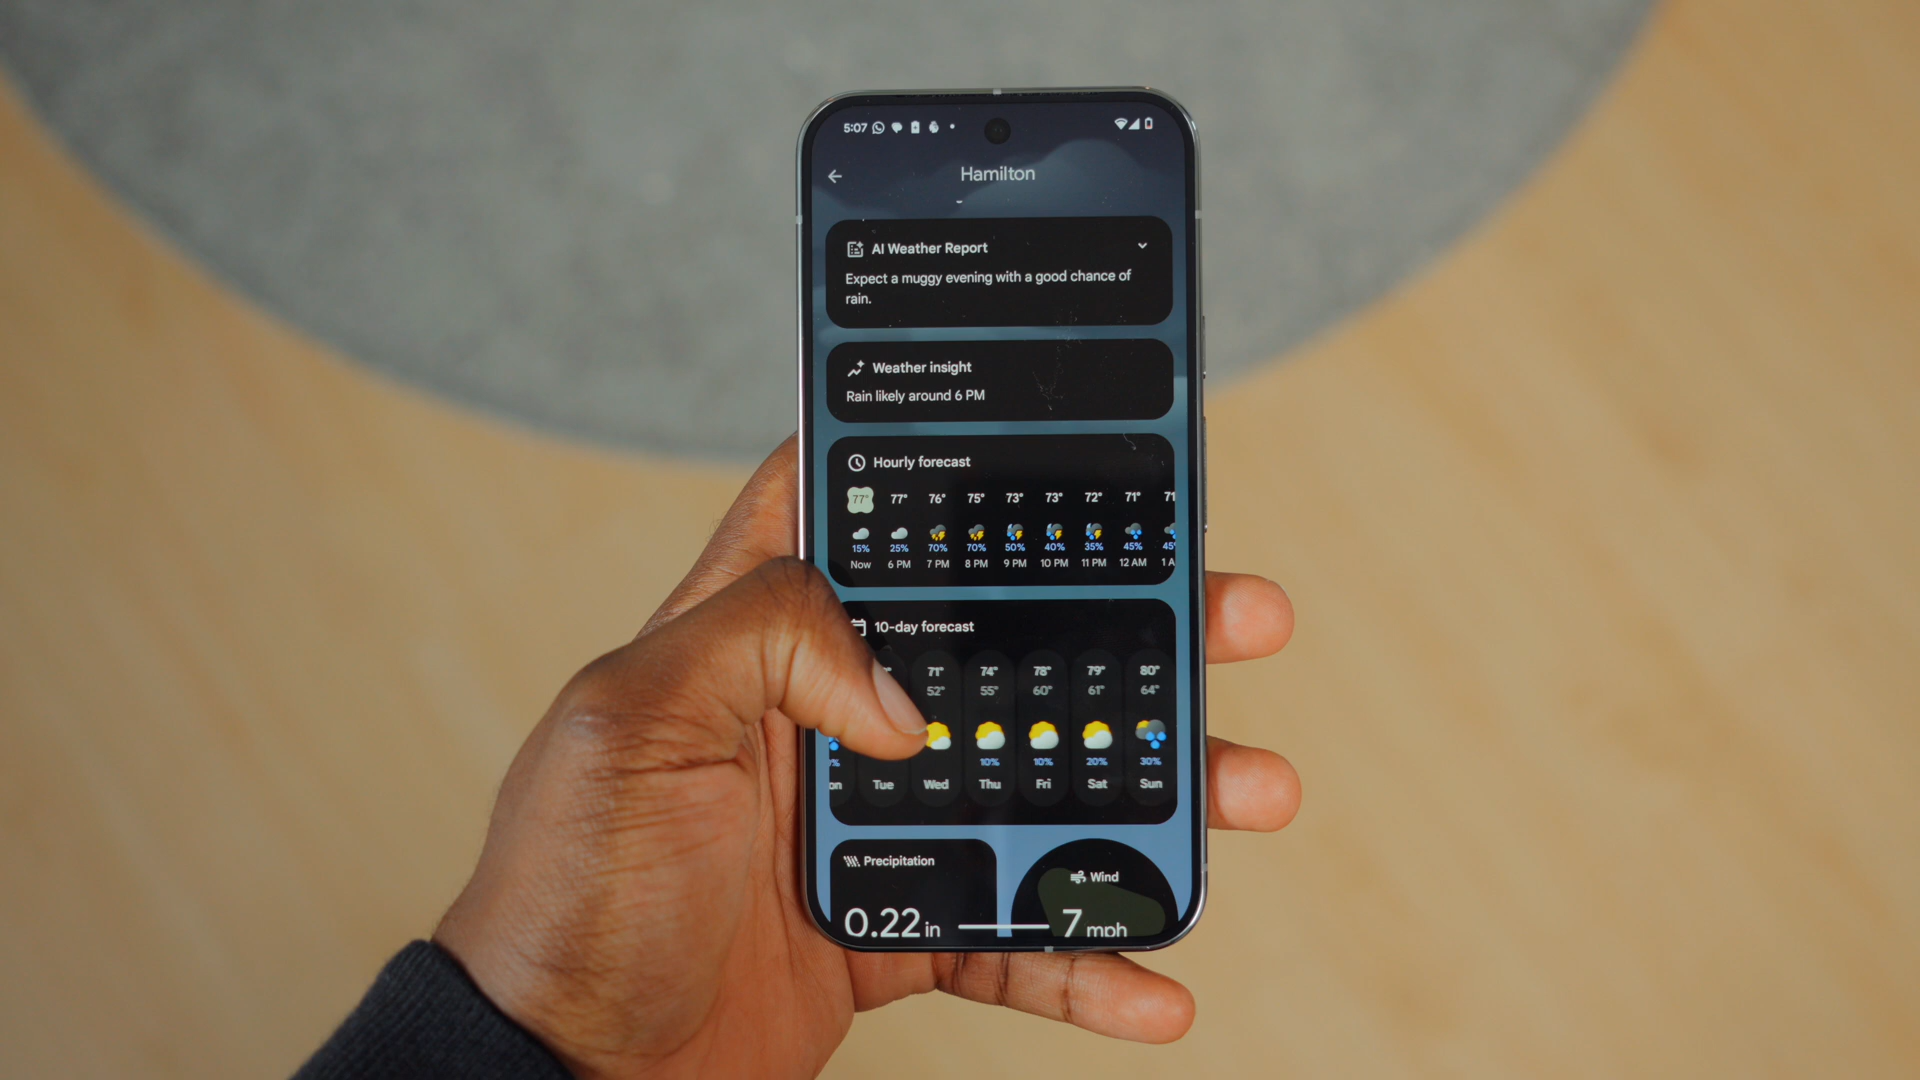 5:07
Hamilton
AI Weather Report
Expect a muggy evening with a good chance of
rain.
Weather insight
Rain likely around 6 PM
Hourly forecast
77° 77° 76° 75° 73° 73° 72° 71° 71
15% 25% 70% 70% 50% 40% 35% 45% 45
Now 6 PM 7 PM 8 PM 9 PM 10 PM 11 PM 12 AM 1 A
10-day forecast
71° 74° 78° 79° 80°
52° 55° 60° 61° 64°
% 10% 10% 20% 30%
on Tue Wed Thu Fri Sat Sun
Precipitation
Wind
0.22 in
7 mph